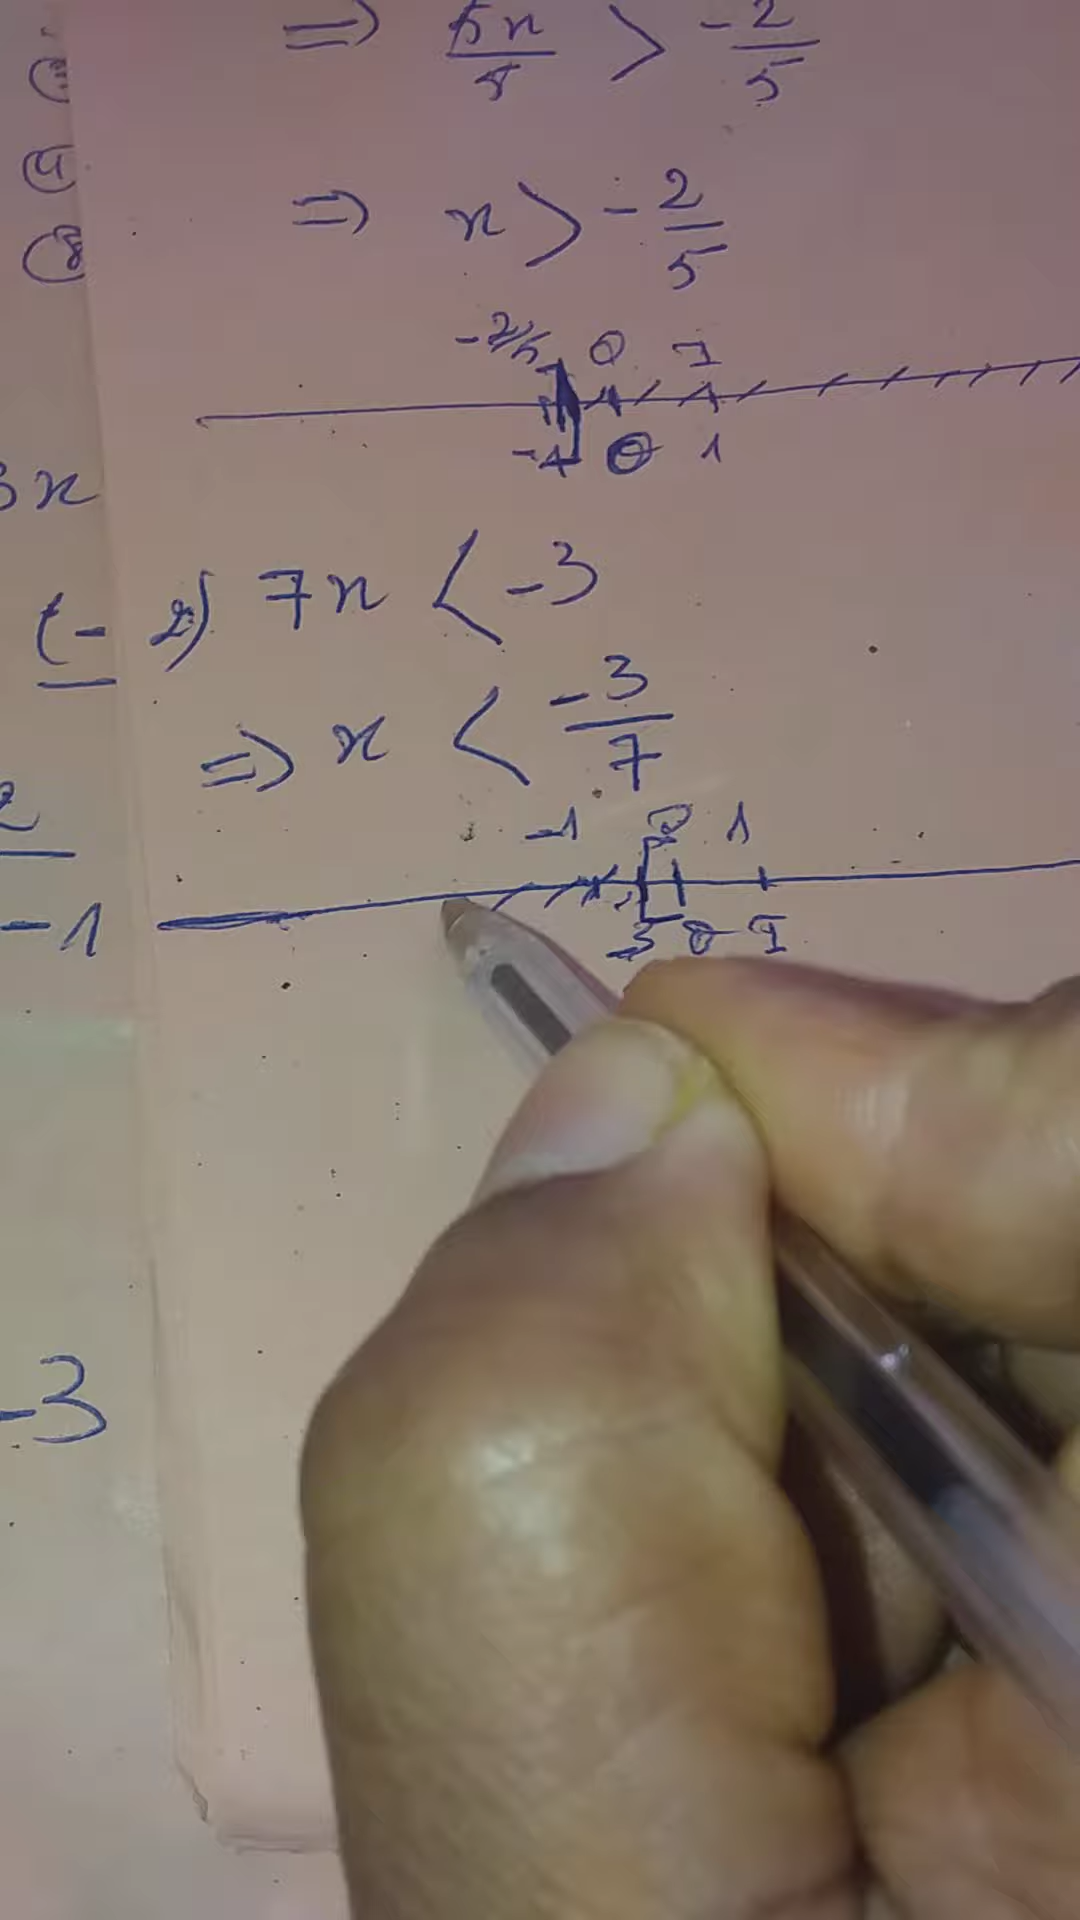 => 5x/5 > -2/5
=> x > -2/5
-2/5 0 1
-1 0 1
3x
(- 2) 7x < -3
=> x < -3/7
-1 0 1
-1
-3 0 1
-3